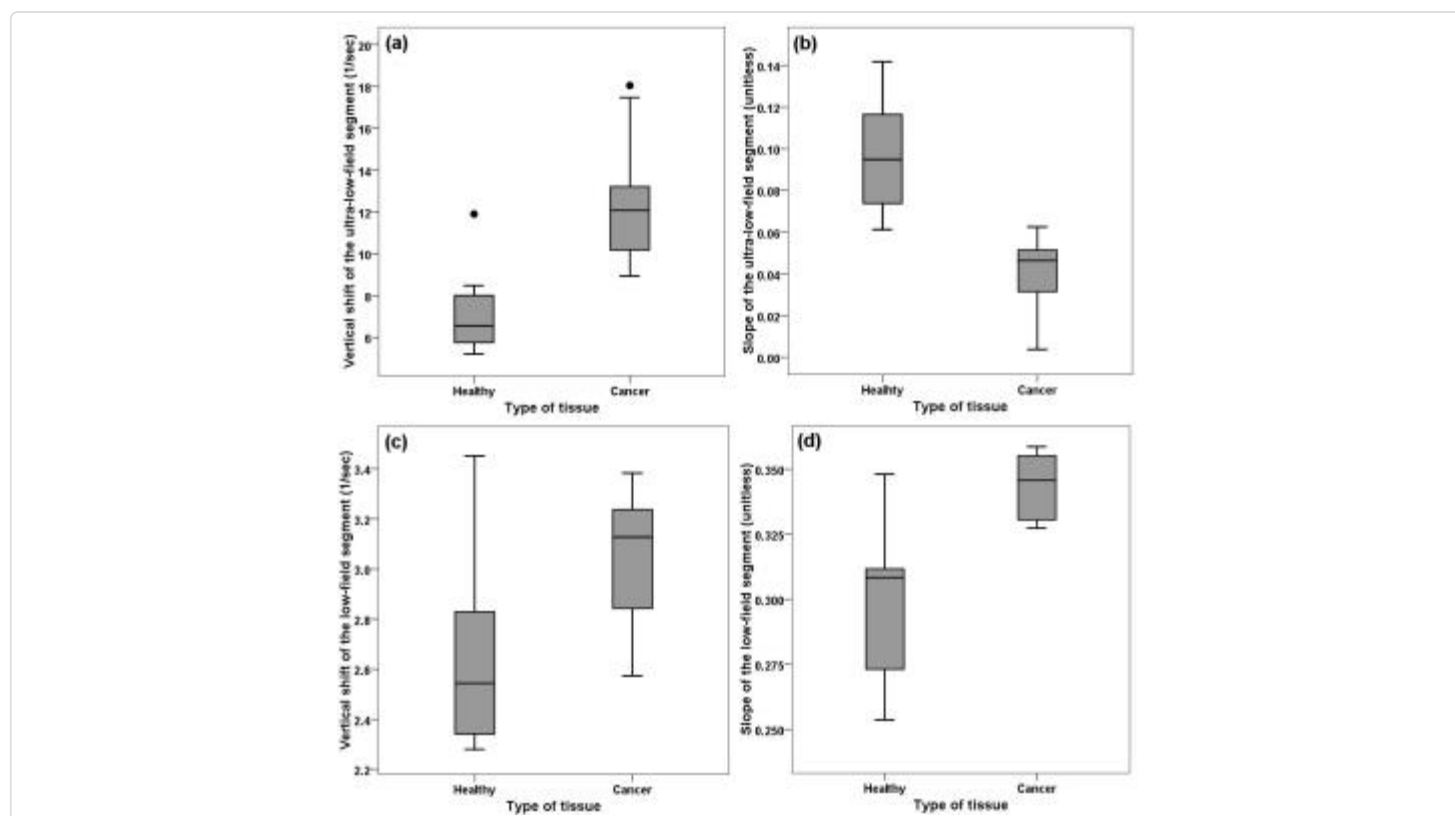 (a)
Vertical shift of the ultra-low-field segment (1/sec)
20
18
16
14
12
10
8
6
Healthy
Cancer
Type of tissue
(b)
Slope of the ultra-low-field segment (unitless)
0.14
0.12
0.10
0.08
0.06
0.04
0.02
0.00
Healhty
Cancer
Type of tissue
(c)
Vertical shift of the low-field segment (1/sec)
3.4
3.2
3.0
2.8
2.6
2.4
2.2
Healthy
Cancer
Type of tissue
(d)
Slope of the low-field segment (unitless)
0.350
0.325
0.300
0.275
0.250
Healthy
Cancer
Type of tissue